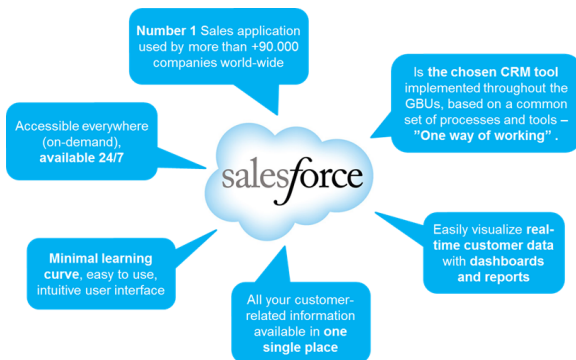 Number 1 Sales application
used by more than +90.000
companies world-wide
Is the chosen CRM tool
implemented throughout the
GBUs, based on a common
set of processes and tools –
”One way of working” .
Accessible everywhere
(on-demand),
available 24/7
salesforce
Minimal learning
curve, easy to use,
intuitive user interface
Easily visualize real-
time customer data
with dashboards
and reports
All your customer-
related information
available in one
single place